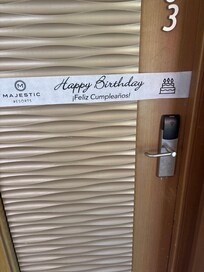 3
MAJESTIC
RESORTS
Happy Birthday
¡Feliz Cumpleaños!